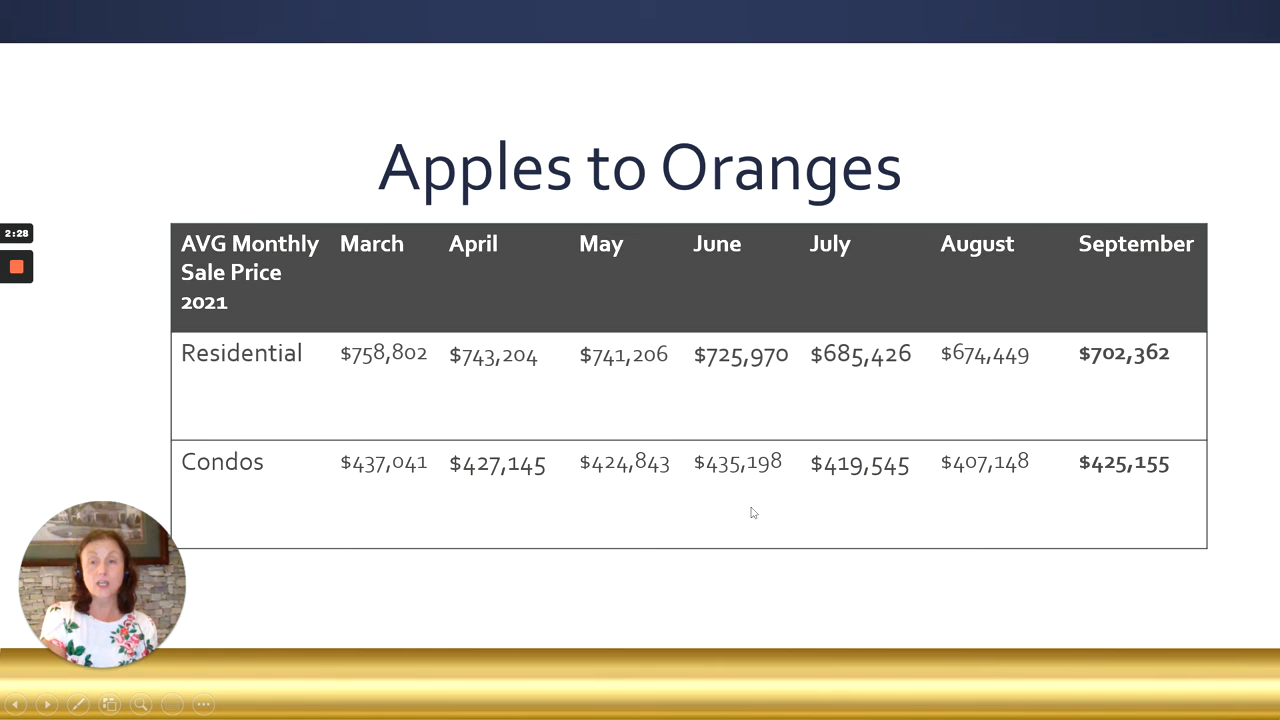 Apples to Oranges
2:28
AVG Monthly Sale Price 2021 March April May June July August September
Residential $758,802 $743,204 $741,206 $725,970 $685,426 $674,449 $702,362
Condos $437,041 $427,145 $424,843 $435,198 $419,545 $407,148 $425,155